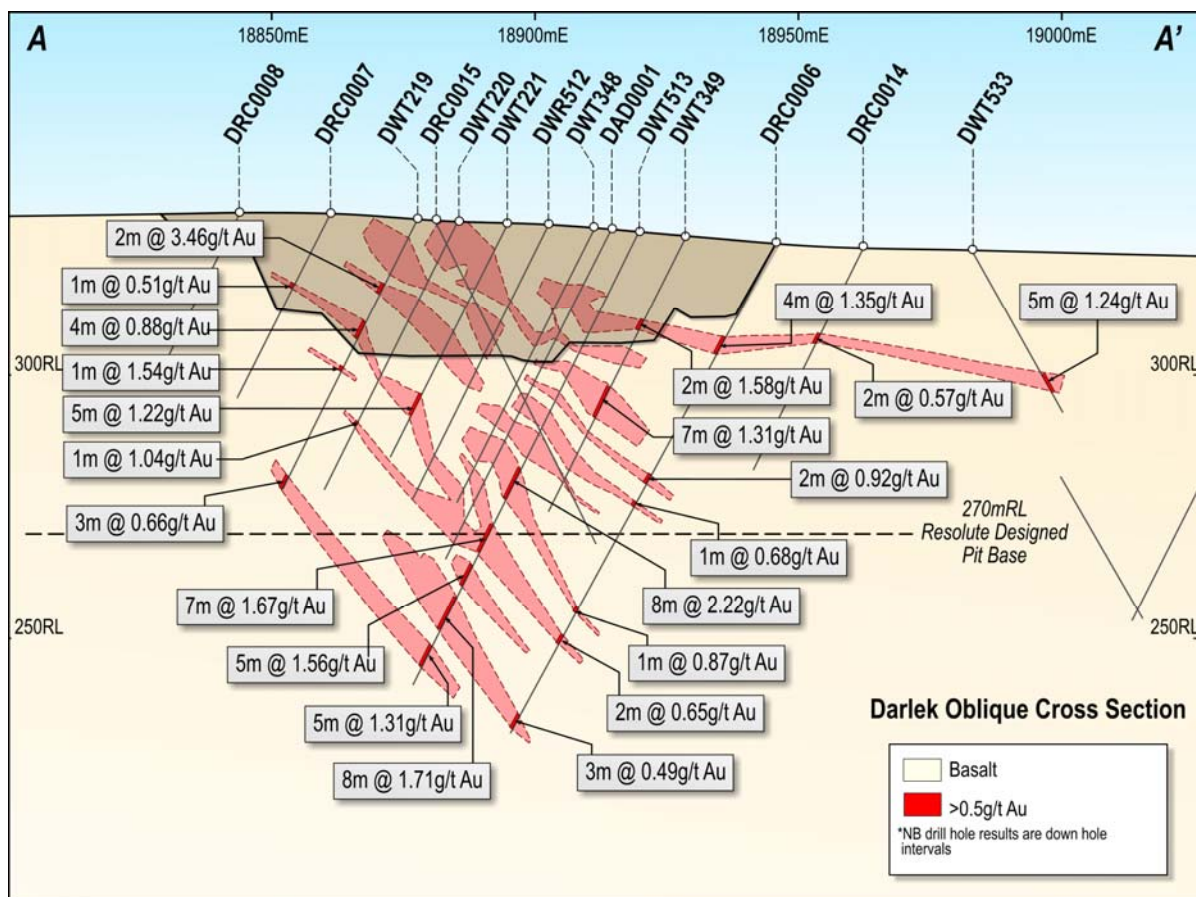 A
18850mE
18900mE
18950mE
19000mE
A'
DRC0008
DRC0007
DWT219
DRC0015
DWT220
DWT221
DWR512
DWT348
DAD0001
DWT513
DWT349
DRC0006
DRC0014
DWT533
2m @ 3.46g/t Au
1m @ 0.51g/t Au
4m @ 0.88g/t Au
1m @ 1.54g/t Au
5m @ 1.22g/t Au
1m @ 1.04g/t Au
3m @ 0.66g/t Au
7m @ 1.67g/t Au
5m @ 1.56g/t Au
5m @ 1.31g/t Au
8m @ 1.71g/t Au
4m @ 1.35g/t Au
5m @ 1.24g/t Au
2m @ 1.58g/t Au
2m @ 0.57g/t Au
7m @ 1.31g/t Au
2m @ 0.92g/t Au
1m @ 0.68g/t Au
8m @ 2.22g/t Au
1m @ 0.87g/t Au
2m @ 0.65g/t Au
3m @ 0.49g/t Au
300RL
300RL
250RL
250RL
270mRL
Resolute Designed
Pit Base
Darlek Oblique Cross Section
Basalt
>0.5g/t Au
*NB drill hole results are down hole
intervals